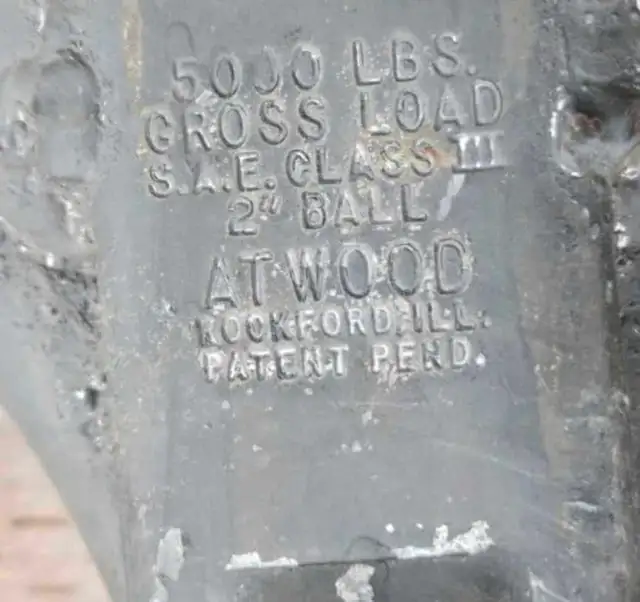 5000 LBS.
GROSS LOAD
S.A.E. CLASS III
2" BALL
ATWOOD
ROCKFORD, ILL.
PATENT PEND.